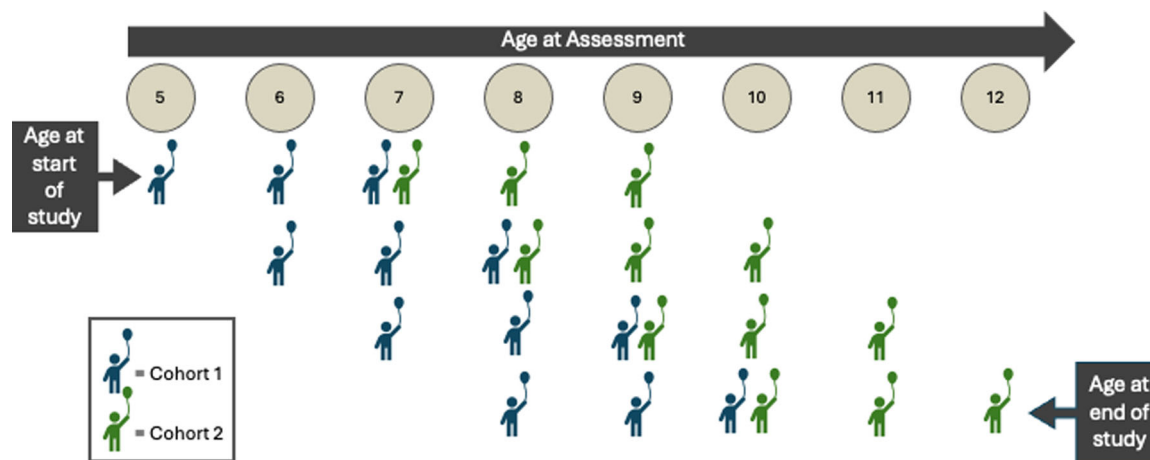 Age at Assessment
5 6 7 8 9 10 11 12
Age at
start
of
study
= Cohort 1
= Cohort 2
Age at
end of
study